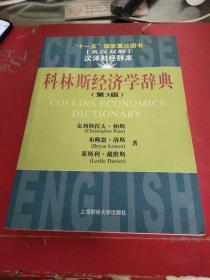 CHINESE
"十一五"国家重点图书
【英汉双解】
汉译财经辞库
科林斯经济学辞典
(第3版)
COLLINS ECONOMICS
DICTIONARY
克利斯托夫·帕斯
(Christopher Pass)
布赖恩·洛斯
(Bryan Lowes)
莱斯利·戴维斯
(Leslie Davies)
著
ENGLISH
上海财经大学出版社